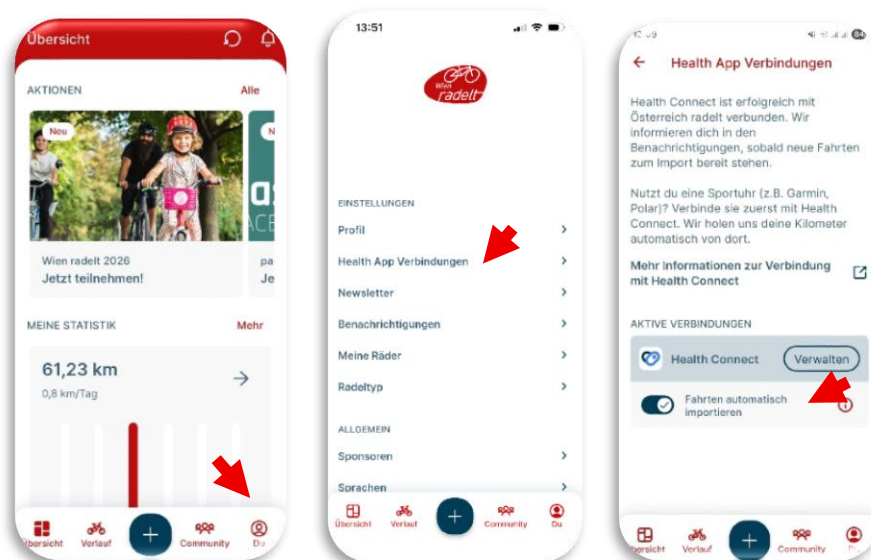 Übersicht
AKTIONEN
Alle
Neu
N
Wien radelt 2026
Jetzt teilnehmen!
pa
Je
MEINE STATISTIK
Mehr
61,23 km
0,8 km/Tag
Übersicht
Verlauf
+
Community
Du
13:51
Wien
radelt
EINSTELLUNGEN
Profil
Health App Verbindungen
Newsletter
Benachrichtigungen
Meine Räder
Radeltyp
ALLGEMEIN
Sponsoren
Sprachen
Übersicht
Verlauf
+
Community
Du
84
Health App Verbindungen
Health Connect ist erfolgreich mit
Österreich radelt verbunden. Wir
informieren dich in den
Benachrichtigungen, sobald neue Fahrten
zum Import bereit stehen.
Nutzt du eine Sportuhr (z.B. Garmin,
Polar)? Verbinde sie zuerst mit Health
Connect. Wir holen uns deine Kilometer
automatisch von dort.
Mehr Informationen zur Verbindung
mit Health Connect
AKTIVE VERBINDUNGEN
Health Connect
Verwalten
Fahrten automatisch
importieren
Übersicht
Verlauf
+
Community